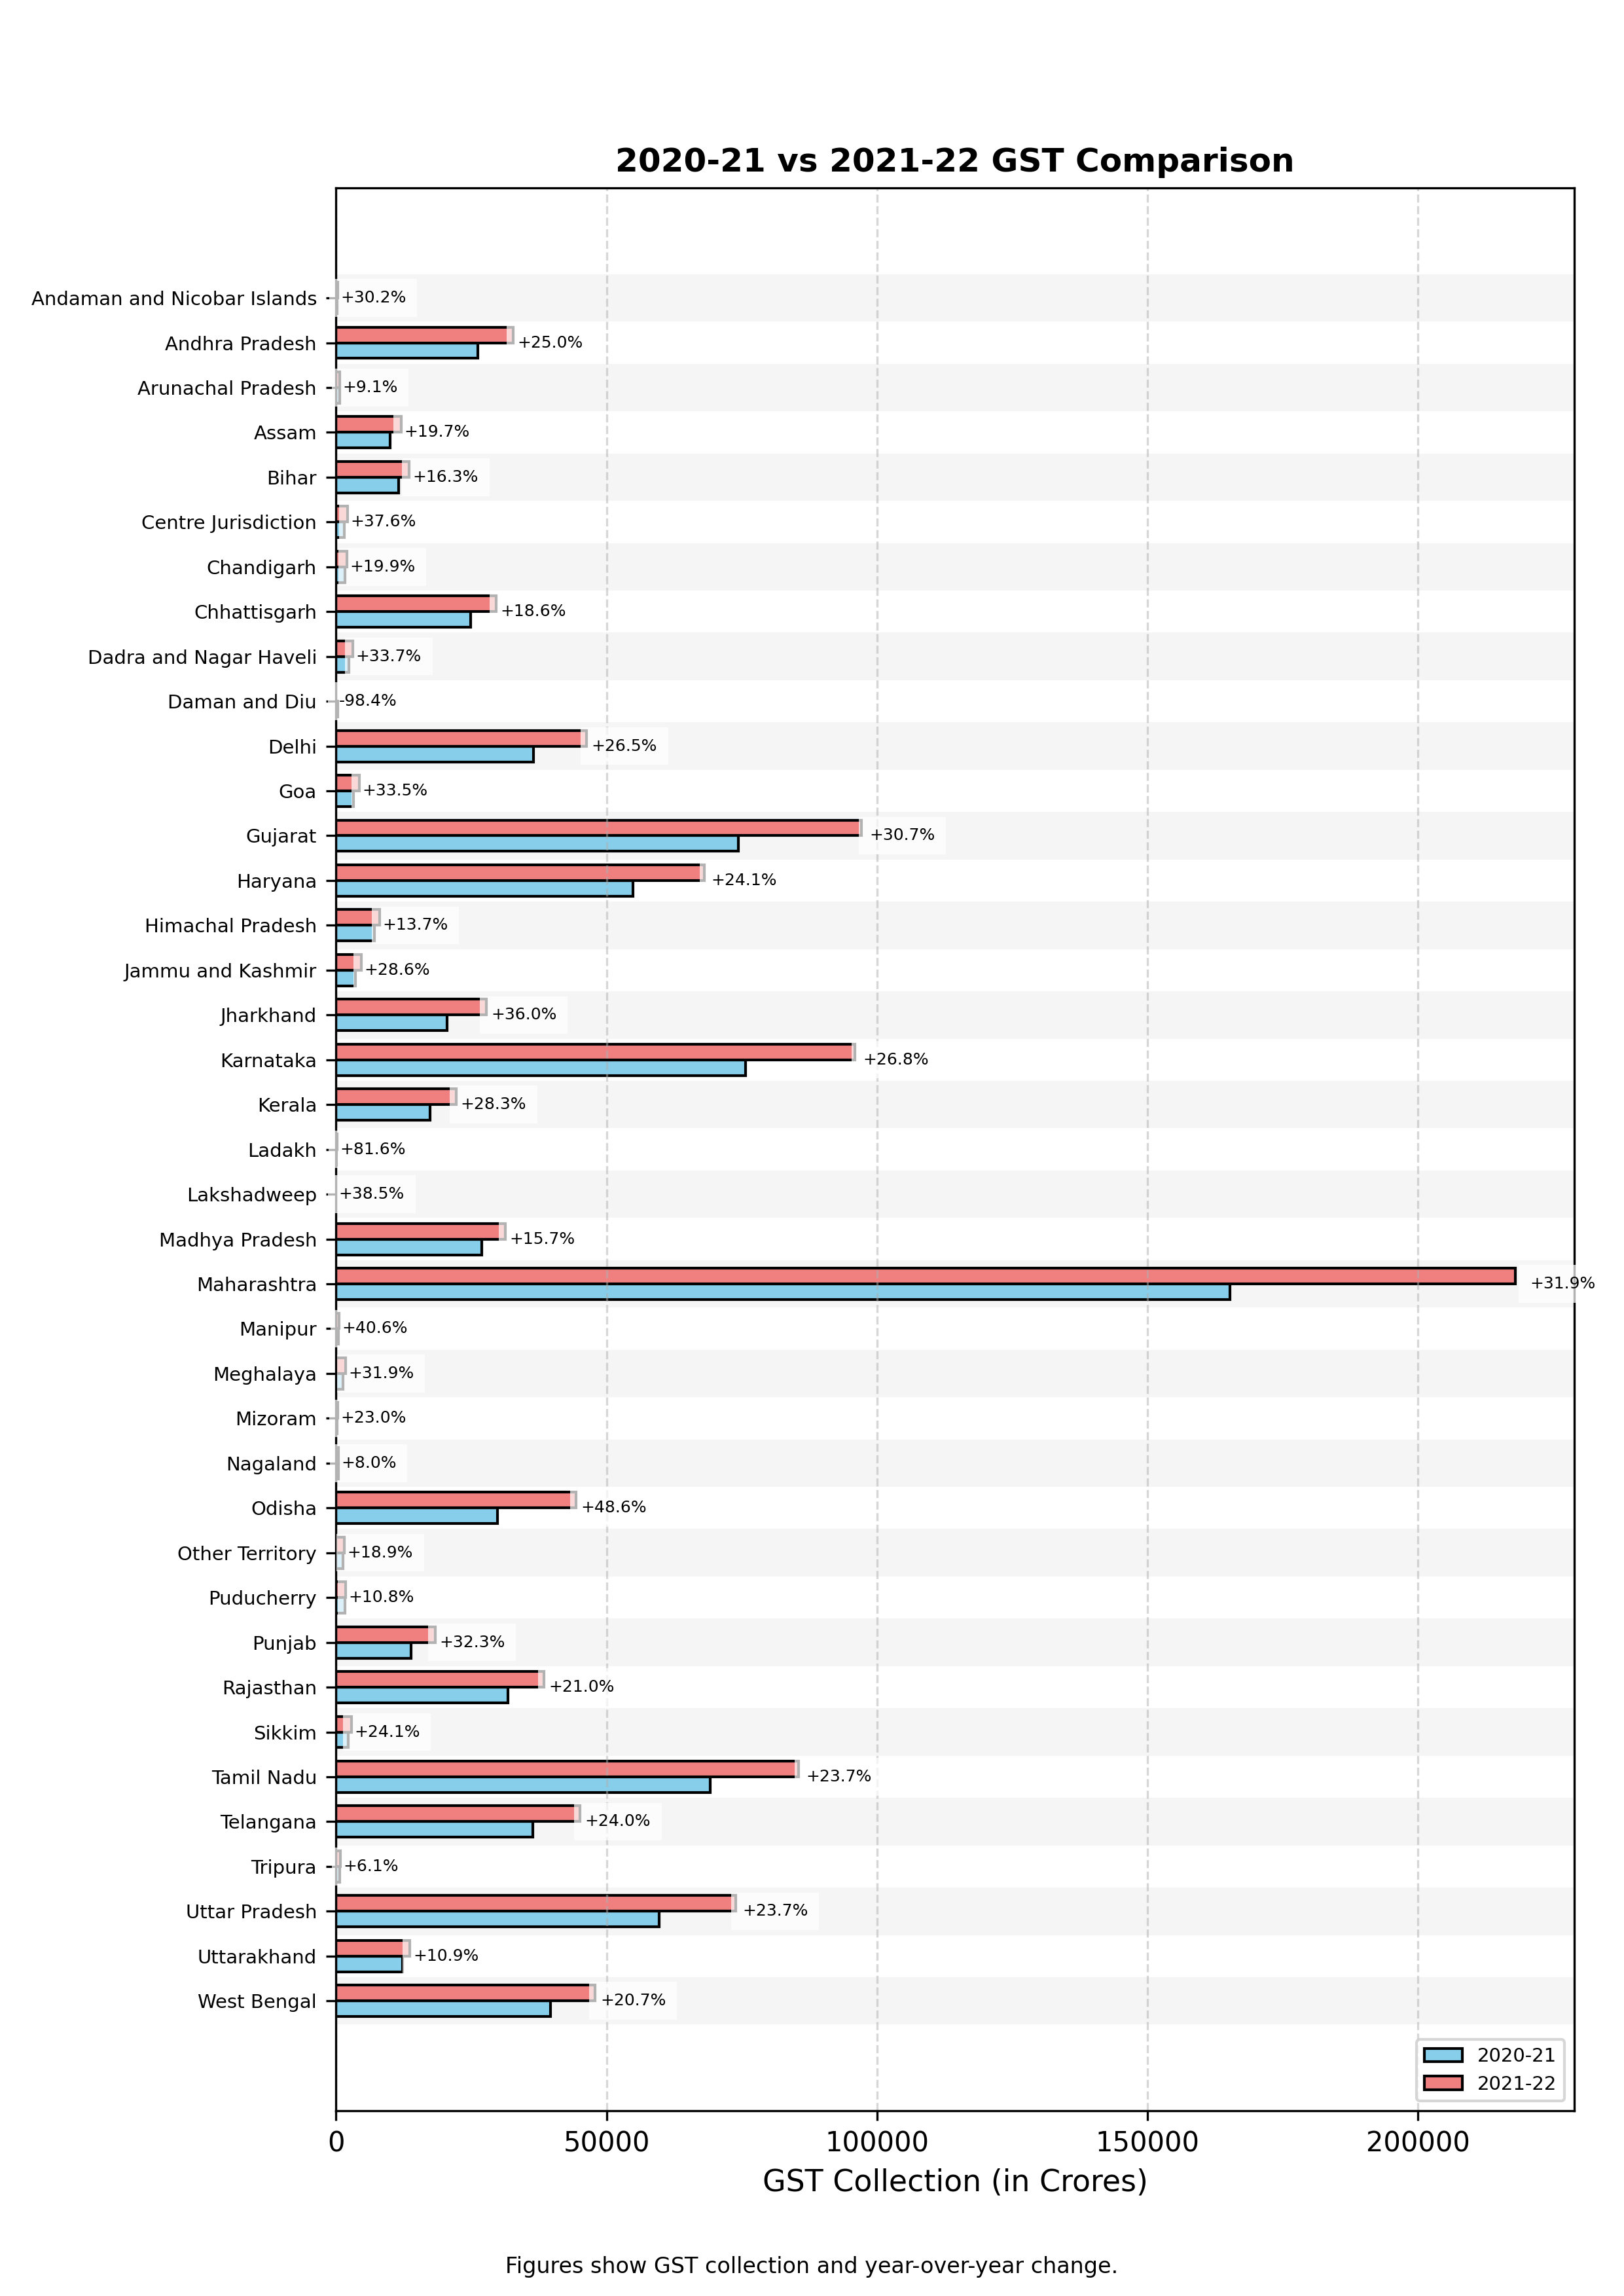 2020-21 vs 2021-22 GST Comparison
Andaman and Nicobar Islands +30.2%
Andhra Pradesh +25.0%
Arunachal Pradesh +9.1%
Assam +19.7%
Bihar +16.3%
Centre Jurisdiction +37.6%
Chandigarh +19.9%
Chhattisgarh +18.6%
Dadra and Nagar Haveli +33.7%
Daman and Diu -98.4%
Delhi +26.5%
Goa +33.5%
Gujarat +30.7%
Haryana +24.1%
Himachal Pradesh +13.7%
Jammu and Kashmir +28.6%
Jharkhand +36.0%
Karnataka +26.8%
Kerala +28.3%
Ladakh +81.6%
Lakshadweep +38.5%
Madhya Pradesh +15.7%
Maharashtra +31.9%
Manipur +40.6%
Meghalaya +31.9%
Mizoram +23.0%
Nagaland +8.0%
Odisha +48.6%
Other Territory +18.9%
Puducherry +10.8%
Punjab +32.3%
Rajasthan +21.0%
Sikkim +24.1%
Tamil Nadu +23.7%
Telangana +24.0%
Tripura +6.1%
Uttar Pradesh +23.7%
Uttarakhand +10.9%
West Bengal +20.7%
2020-21
2021-22
0 50000 100000 150000 200000
GST Collection (in Crores)
Figures show GST collection and year-over-year change.